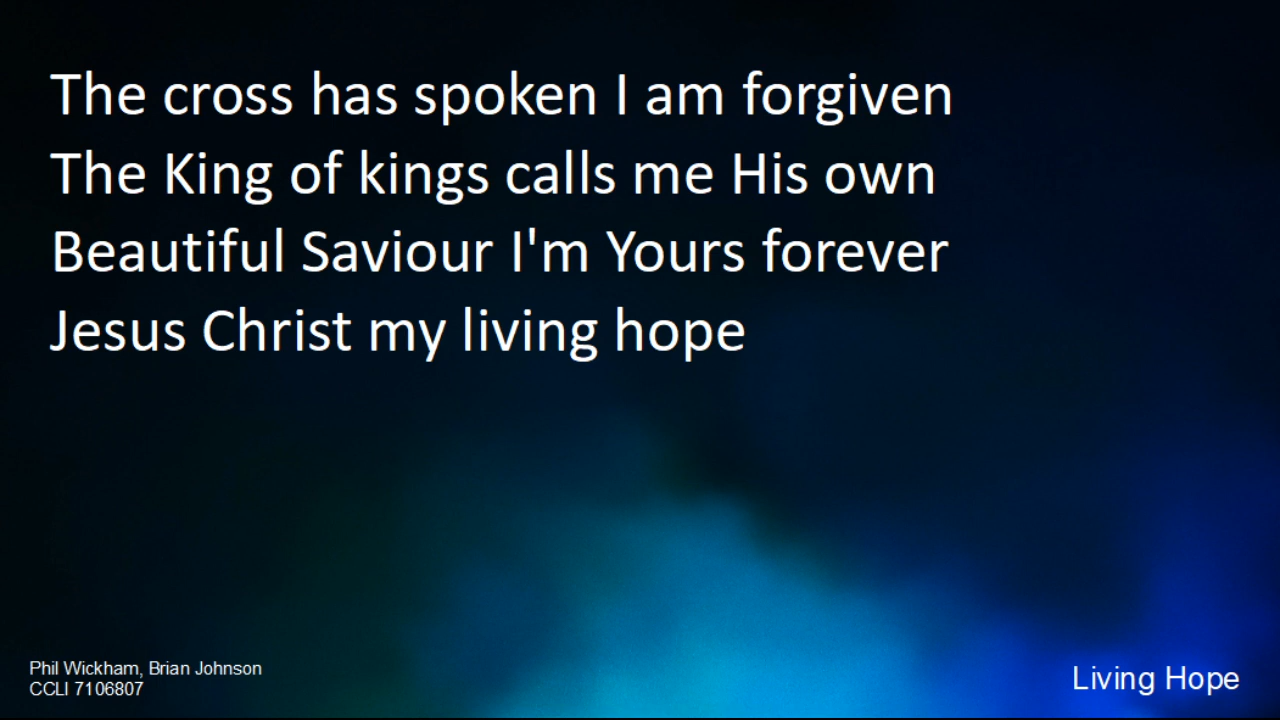 The cross has spoken I am forgiven
The King of kings calls me His own
Beautiful Saviour I'm Yours forever
Jesus Christ my living hope
Phil Wickham, Brian Johnson
CCLI 7106807
Living Hope